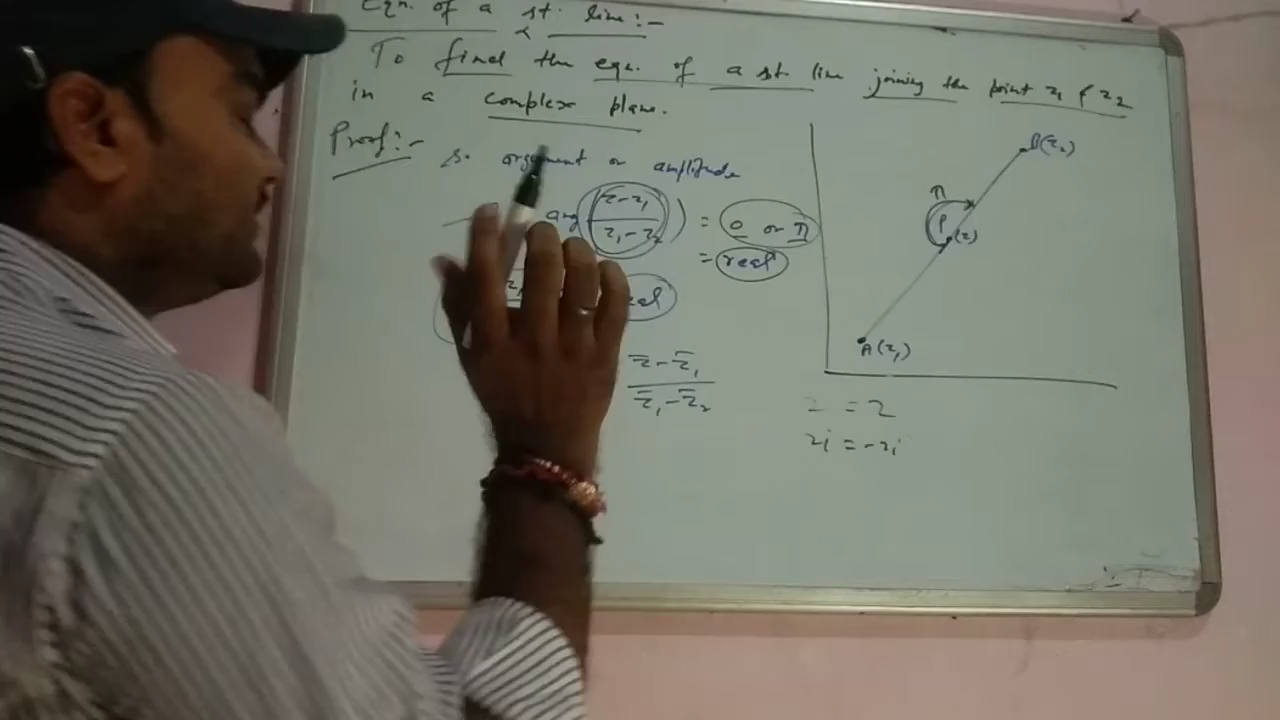 Eqn. of a st. line:-
To find the eqn. of a st. line joining the point z₁ & z₂
in a complex plane.
Proof:-
So argument or amplitude
arg((z-z₁)/(z₁-z₂)) = 0 or π
= real
z̄-z̄₁
z̄₁-z̄₂
π
P(z)
B(z₂)
A(z₁)
2 = 2
2i = -2i